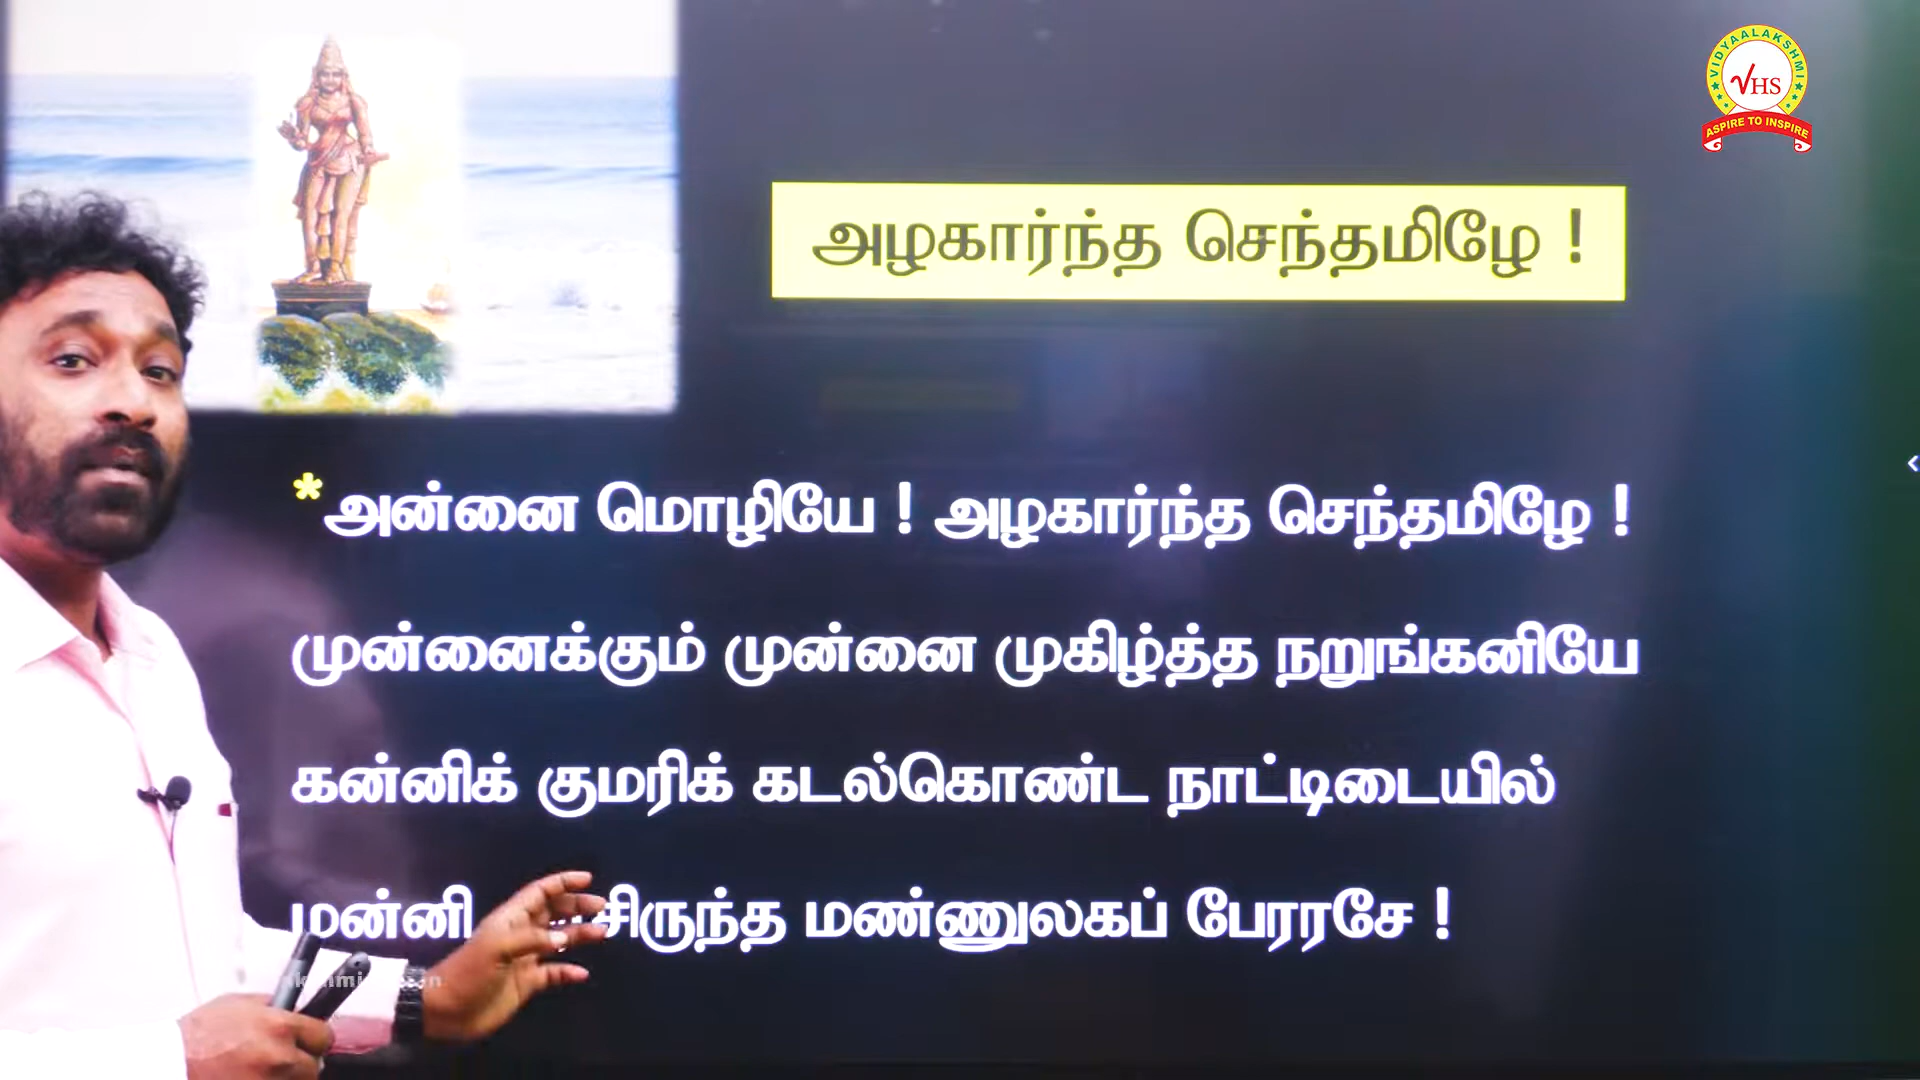 VIDYAALAKSHMI
VHS
ASPIRE TO INSPIRE
அழகார்ந்த செந்தமிழே !
*அன்னை மொழியே ! அழகார்ந்த செந்தமிழே !
முன்னைக்கும் முன்னை முகிழ்த்த நறுங்கனியே
கன்னிக் குமரிக் கடல்கொண்ட நாட்டிடையில்
மண்ணுலகப் பேரரசே !